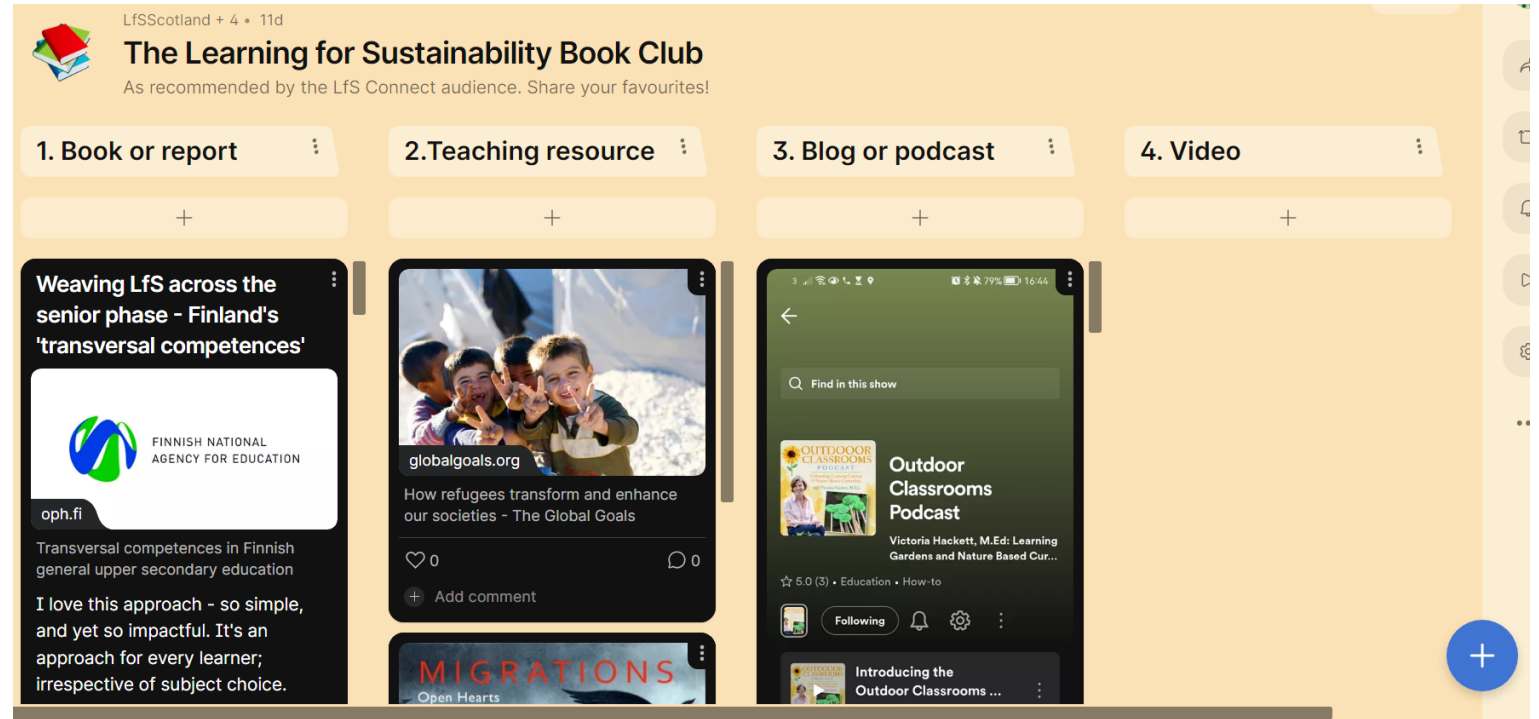 LfSScotland + 4 • 11d
The Learning for Sustainability Book Club
As recommended by the LfS Connect audience. Share your favourites!
1. Book or report
2.Teaching resource
3. Blog or podcast
4. Video
Weaving LfS across the
senior phase - Finland's
'transversal competences'
FINNISH NATIONAL
AGENCY FOR EDUCATION
oph.fi
Transversal competences in Finnish
general upper secondary education
I love this approach - so simple,
and yet so impactful. It's an
approach for every learner;
irrespective of subject choice.
globalgoals.org
How refugees transform and enhance
our societies - The Global Goals
0
0
Add comment
MIGRATIONS
Open Hearts
3
79%
16:44
Find in this show
OUTDOOOR
CLASSROOMS
PODCAST
Outdoor
Classrooms
Podcast
Victoria Hackett, M.Ed: Learning
Gardens and Nature Based Cur...
5.0 (3) • Education • How-to
Following
Introducing the
Outdoor Classrooms ...